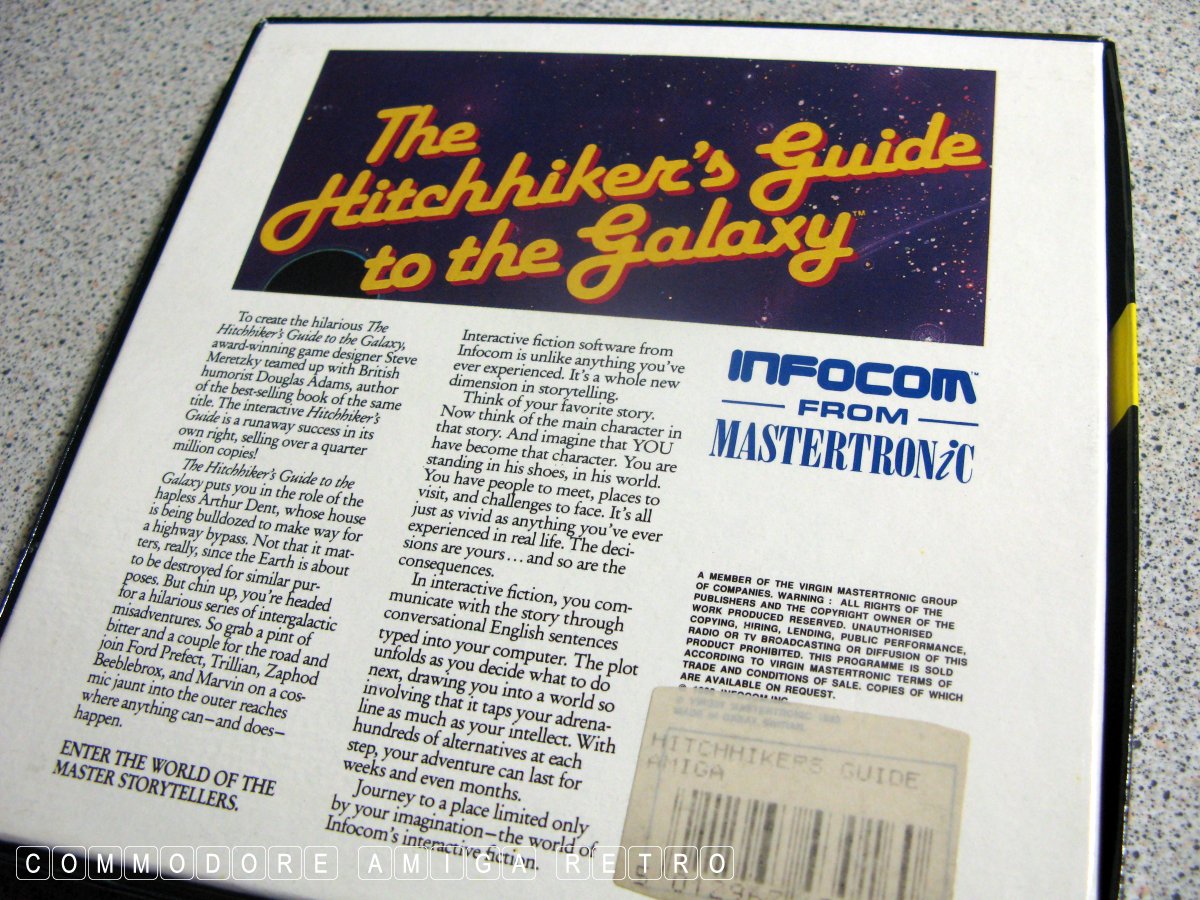 The
Hitchhiker's Guide
to the Galaxy™
To create the hilarious The
Hitchhiker's Guide to the Galaxy,
award-winning game designer Steve
Meretzky teamed up with British
humorist Douglas Adams, author
of the best-selling book of the same
title. The interactive Hitchhiker's
Guide is a runaway success in its
own right, selling over a quarter
million copies!
The Hitchhiker's Guide to the
Galaxy puts you in the role of the
hapless Arthur Dent, whose house
is being bulldozed to make way for
a highway bypass. Not that it mat-
ters, really, since the Earth is about
to be destroyed for similar pur-
poses. But chin up, you're headed
for a hilarious series of intergalactic
misadventures. So grab a pint of
bitter and a couple for the road and
join Ford Prefect, Trillian, Zaphod
Beeblebrox, and Marvin on a cos-
mic jaunt into the outer reaches
where anything can—and does—
happen.
ENTER THE WORLD OF THE
MASTER STORYTELLERS.
Interactive fiction software from
Infocom is unlike anything you've
ever experienced. It's a whole new
dimension in storytelling.
Think of your favorite story.
Now think of the main character in
that story. And imagine that YOU
have become that character. You are
standing in his shoes, in his world.
You have people to meet, places to
visit, and challenges to face. It's all
just as vivid as anything you've ever
experienced in real life. The deci-
sions are yours...and so are the
consequences.
In interactive fiction, you com-
municate with the story through
conversational English sentences
typed into your computer. The plot
unfolds as you decide what to do
next, drawing you into a world so
involving that it taps your adrena-
line as much as your intellect. With
hundreds of alternatives at each
step, your adventure can last for
weeks and even months.
Journey to a place limited only
by your imagination—the world of
Infocom's interactive fiction.
INFOCOM™
FROM
MASTERTRONiC
A MEMBER OF THE VIRGIN MASTERTRONIC GROUP
OF COMPANIES. WARNING : ALL RIGHTS OF THE
PUBLISHERS AND THE COPYRIGHT OWNER OF THE
WORK PRODUCED RESERVED. UNAUTHORISED
COPYING, HIRING, LENDING, PUBLIC PERFORMANCE,
RADIO OR TV BROADCASTING OR DIFFUSION OF THIS
PRODUCT PROHIBITED. THIS PROGRAMME IS SOLD
ACCORDING TO VIRGIN MASTERTRONIC TERMS OF
TRADE AND CONDITIONS OF SALE. COPIES OF WHICH
ARE AVAILABLE ON REQUEST.
INFOCOM INC
HITCHHIKERS GUIDE
AMIGA
COMMODORE AMIGA RETRO